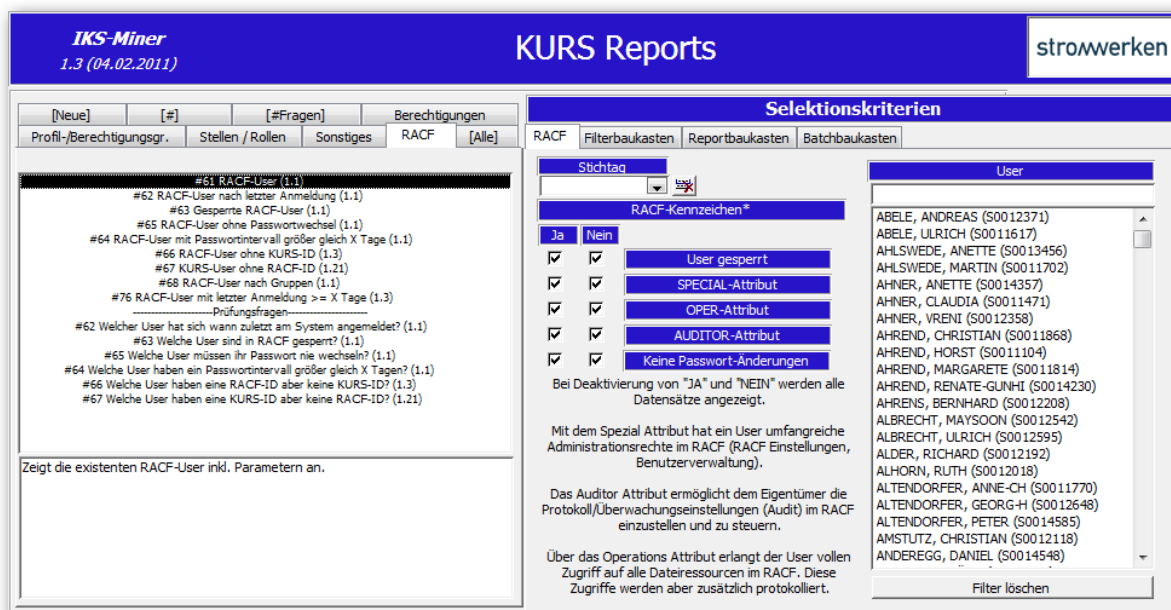 IKS-Miner
1.3 (04.02.2011)
KURS Reports
stromwerken
[Neue]
[#]
[#Fragen]
Berechtigungen
Profil-/Berechtigungsgr.
Stellen / Rollen
Sonstiges
RACF
[Alle]
#61 RACF-User (1.1)
#62 RACF-User nach letzter Anmeldung (1.1)
#63 Gesperrte RACF-User (1.1)
#65 RACF-User ohne Passwortwechsel (1.1)
#64 RACF-User mit Passwortintervall größer gleich X Tage (1.1)
#66 RACF-User ohne KURS-ID (1.3)
#67 KURS-User ohne RACF-ID (1.21)
#68 RACF-User nach Gruppen (1.1)
#76 RACF-User mit letzter Anmeldung >= X Tage (1.3)
----------------------Prüfungsfragen----------------------
#62 Welcher User hat sich wann zuletzt am System angemeldet? (1.1)
#63 Welche User sind in RACF gesperrt? (1.1)
#65 Welche User müssen ihr Passwort nie wechseln? (1.1)
#64 Welche User haben ein Passwortintervall größer gleich X Tagen? (1.1)
#66 Welche User haben eine RACF-ID aber keine KURS-ID? (1.3)
#67 Welche User haben eine KURS-ID aber keine RACF-ID? (1.21)
Zeigt die existenten RACF-User inkl. Parametern an.
Selektionskriterien
RACF
Filterbaukasten
Reportbaukasten
Batchbaukasten
Stichtag
RACF-Kennzeichen*
Ja
Nein
User gesperrt
SPECIAL-Attribut
OPER-Attribut
AUDITOR-Attribut
Keine Passwort-Änderungen
Bei Deaktivierung von "JA" und "NEIN" werden alle
Datensätze angezeigt.
Mit dem Spezial Attribut hat ein User umfangreiche
Administrationsrechte im RACF (RACF Einstellungen,
Benutzerverwaltung).
Das Auditor Attribut ermöglicht dem Eigentümer die
Protokoll/Überwachungseinstellungen (Audit) im RACF
einzustellen und zu steuern.
Über das Operations Attribut erlangt der User vollen
Zugriff auf alle Dateiressourcen im RACF. Diese
Zugriffe werden aber zusätzlich protokolliert.
User
ABELE, ANDREAS (S0012371)
ABELE, ULRICH (S0011617)
AHLSWEDE, ANETTE (S0013456)
AHLSWEDE, MARTIN (S0011702)
AHNER, ANETTE (S0014357)
AHNER, CLAUDIA (S0011471)
AHNER, VRENI (S0012358)
AHREND, CHRISTIAN (S0011868)
AHREND, HORST (S0011104)
AHREND, MARGARETE (S0011814)
AHREND, RENATE-GUNHI (S0014230)
AHRENS, BERNHARD (S0012208)
ALBRECHT, MAYSOON (S0012542)
ALBRECHT, ULRICH (S0012595)
ALDER, RICHARD (S0012192)
ALHORN, RUTH (S0012018)
ALTENDORFER, ANNE-CH (S0011770)
ALTENDORFER, GEORG-H (S0012648)
ALTENDORFER, PETER (S0014585)
AMSTUTZ, CHRISTIAN (S0012118)
ANDEREGG, DANIEL (S0014548)
Filter löschen